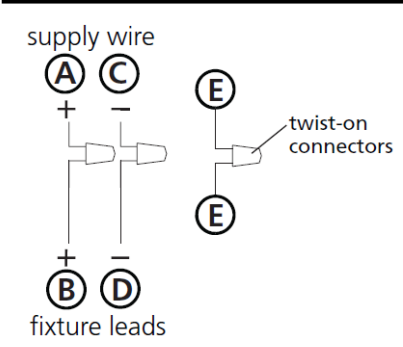 supply wire
A C
E
+ −
twist-on
connectors
E
+ −
B D
fixture leads